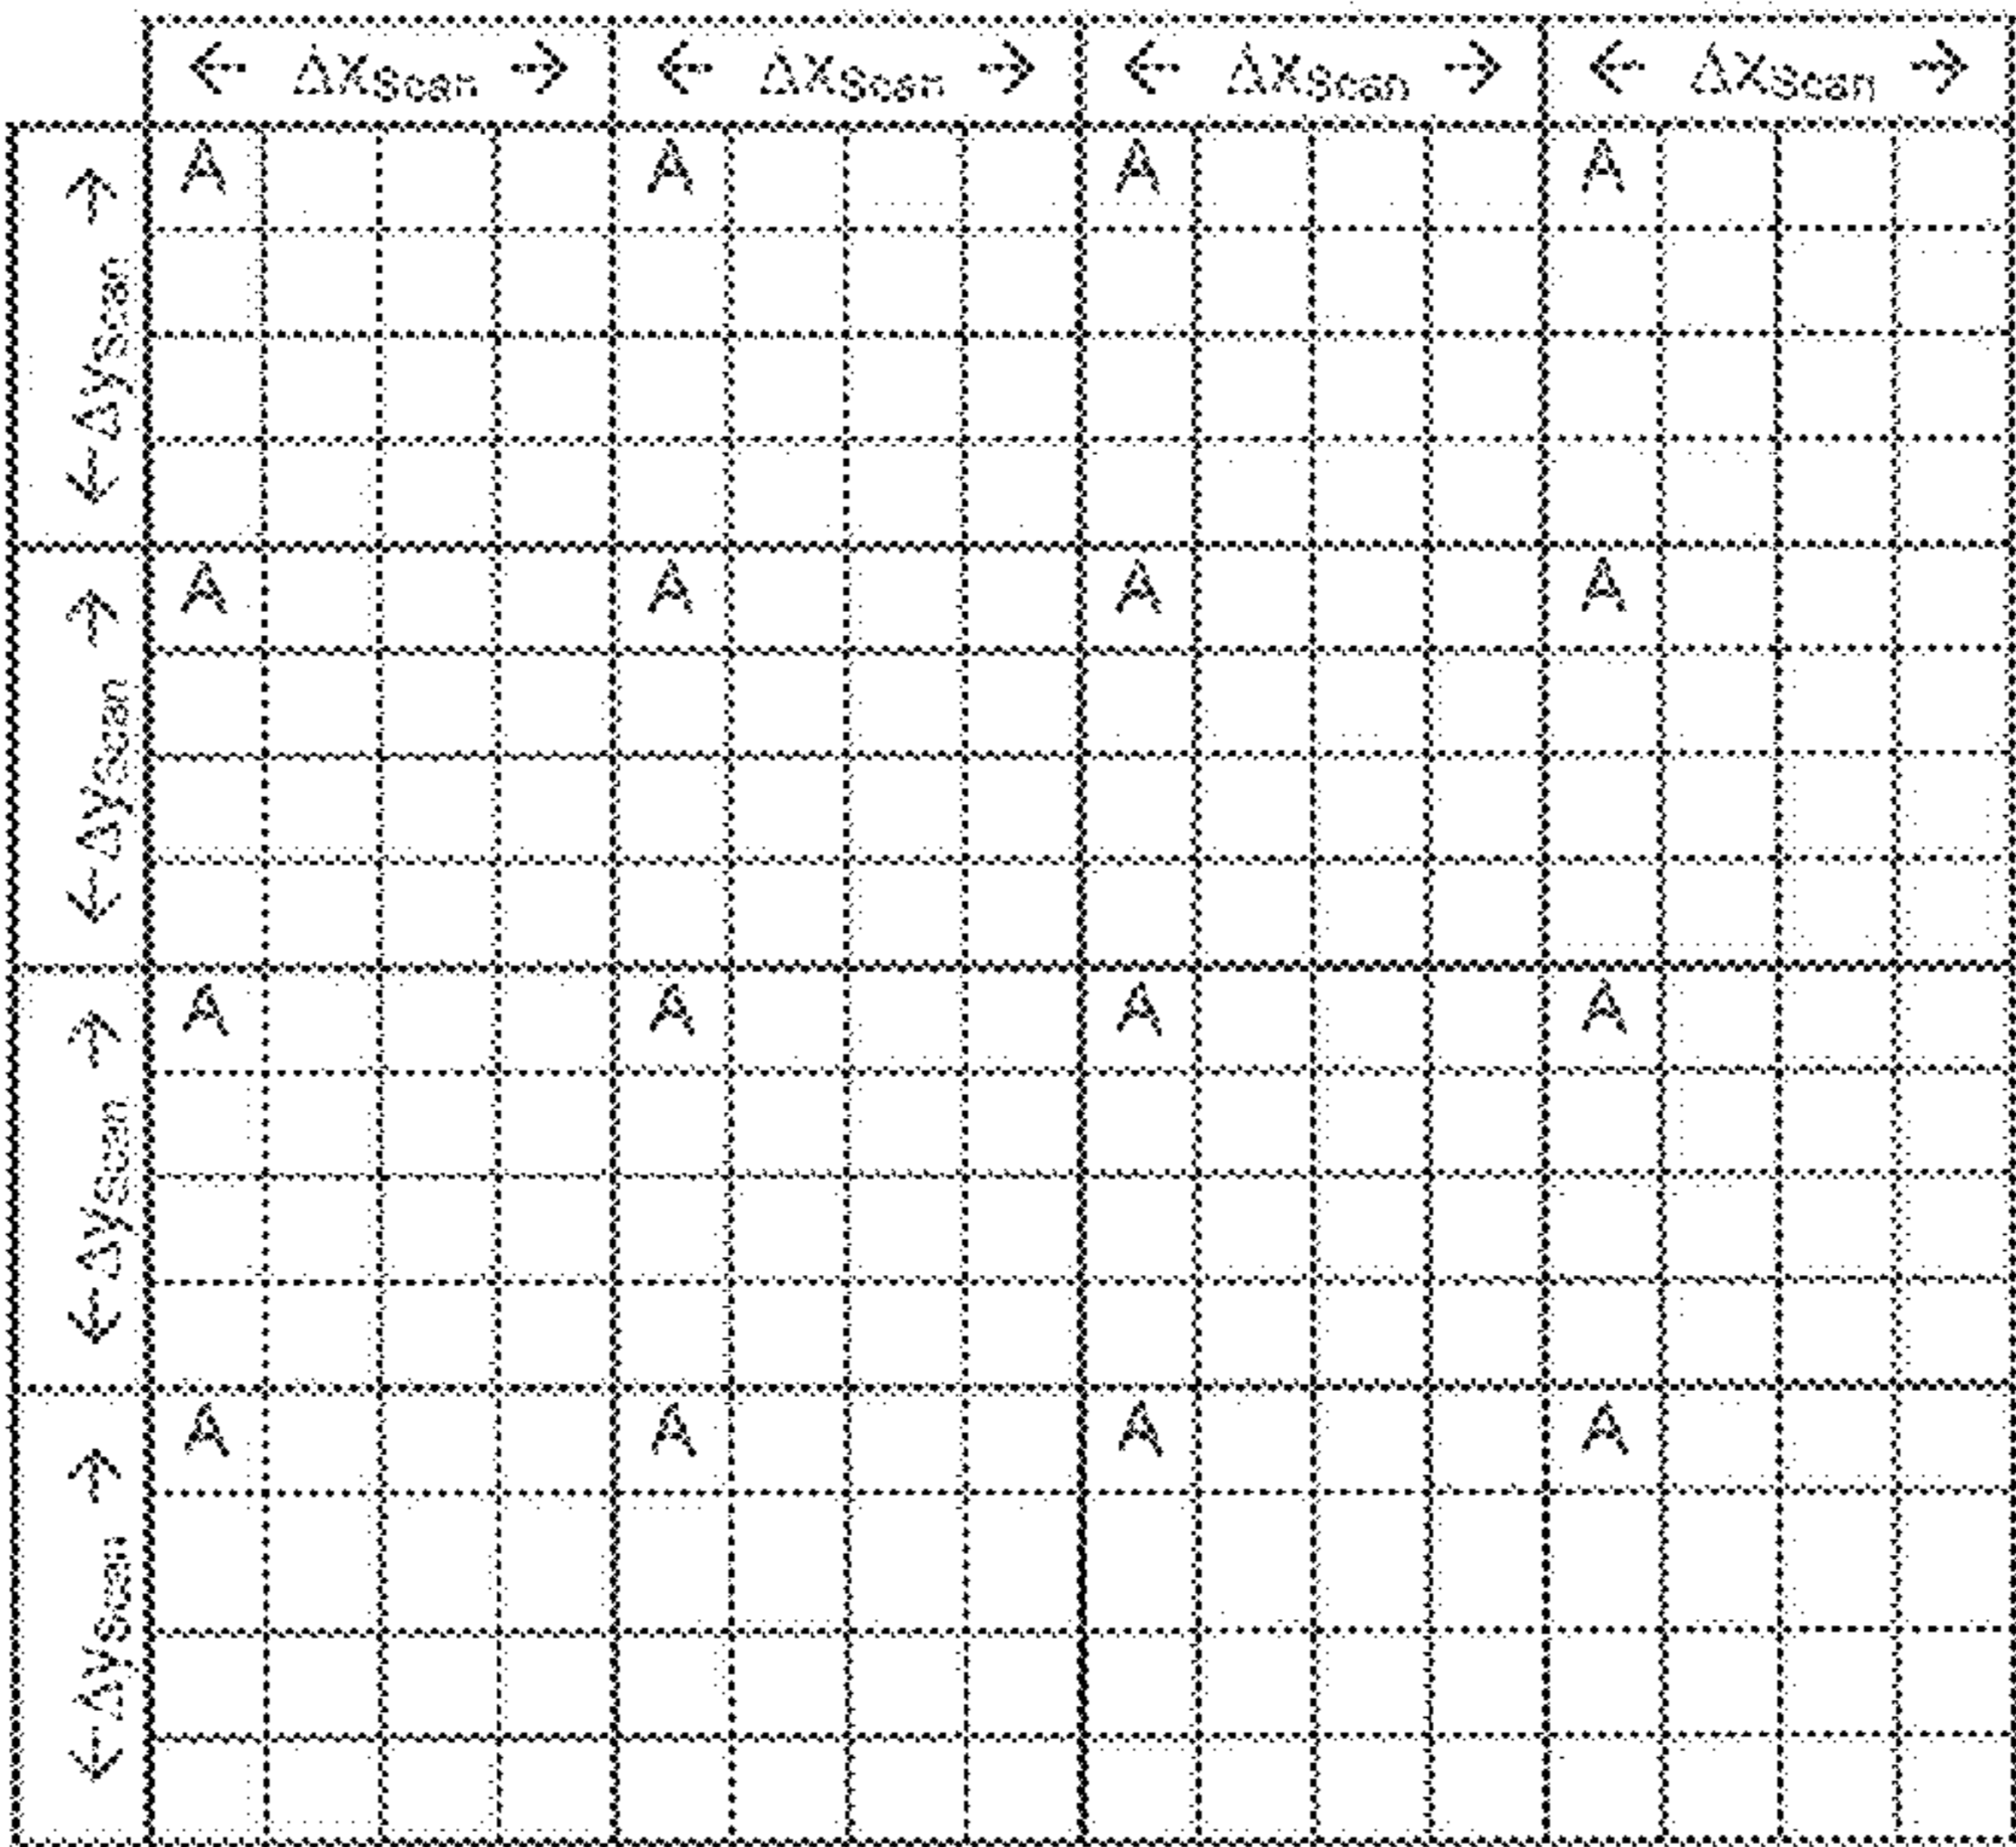 ← ΔxScan → ← ΔxScan → ← ΔxScan → ← ΔxScan →
← ΔyScan →
A A A A
← ΔyScan →
A A A A
← ΔyScan →
A A A A
← ΔyScan →
A A A A